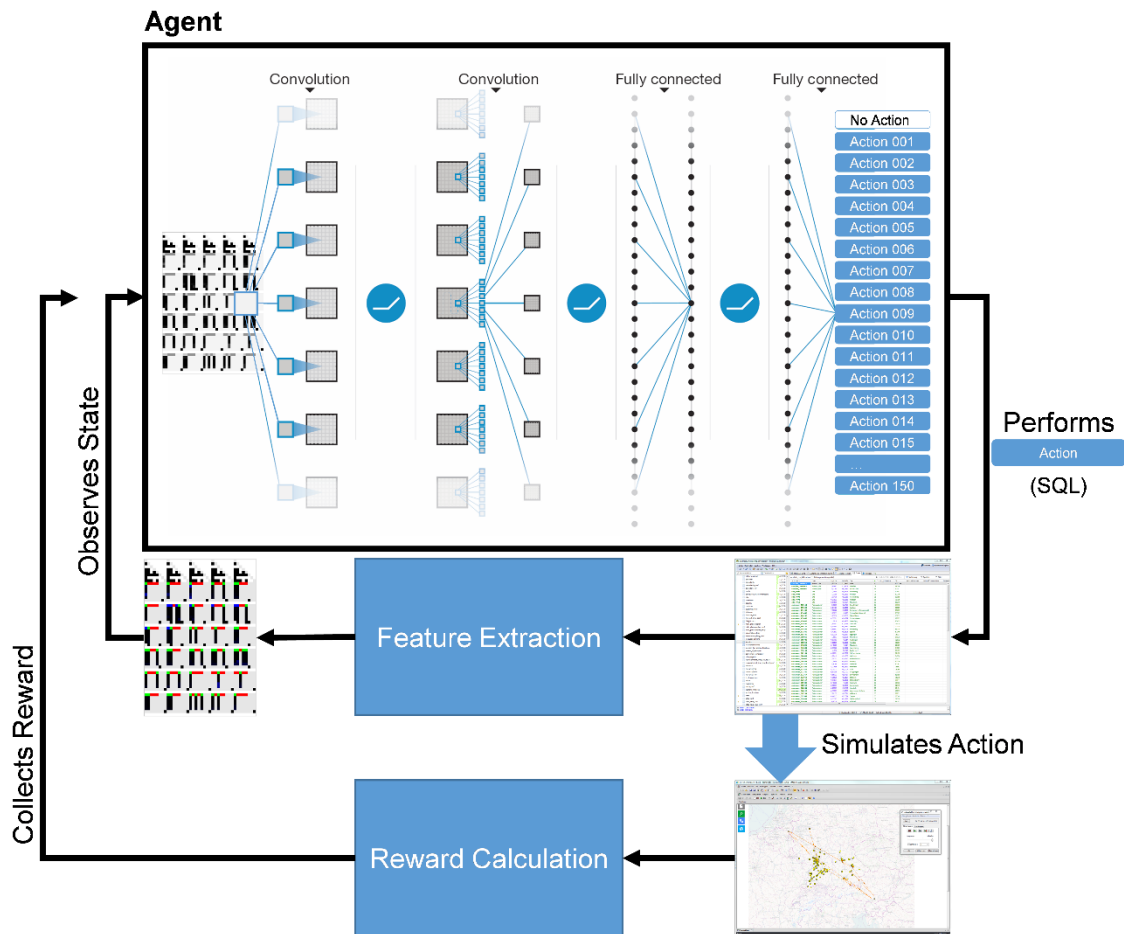 Agent
Convolution
Convolution
Fully connected
Fully connected
No Action
Action 001
Action 002
Action 003
Action 004
Action 005
Action 006
Action 007
Action 008
Action 009
Action 010
Action 011
Action 012
Action 013
Action 014
Action 015
...
Action 150
Performs
Action
(SQL)
Observes State
Collects Reward
Feature Extraction
Simulates Action
Reward Calculation